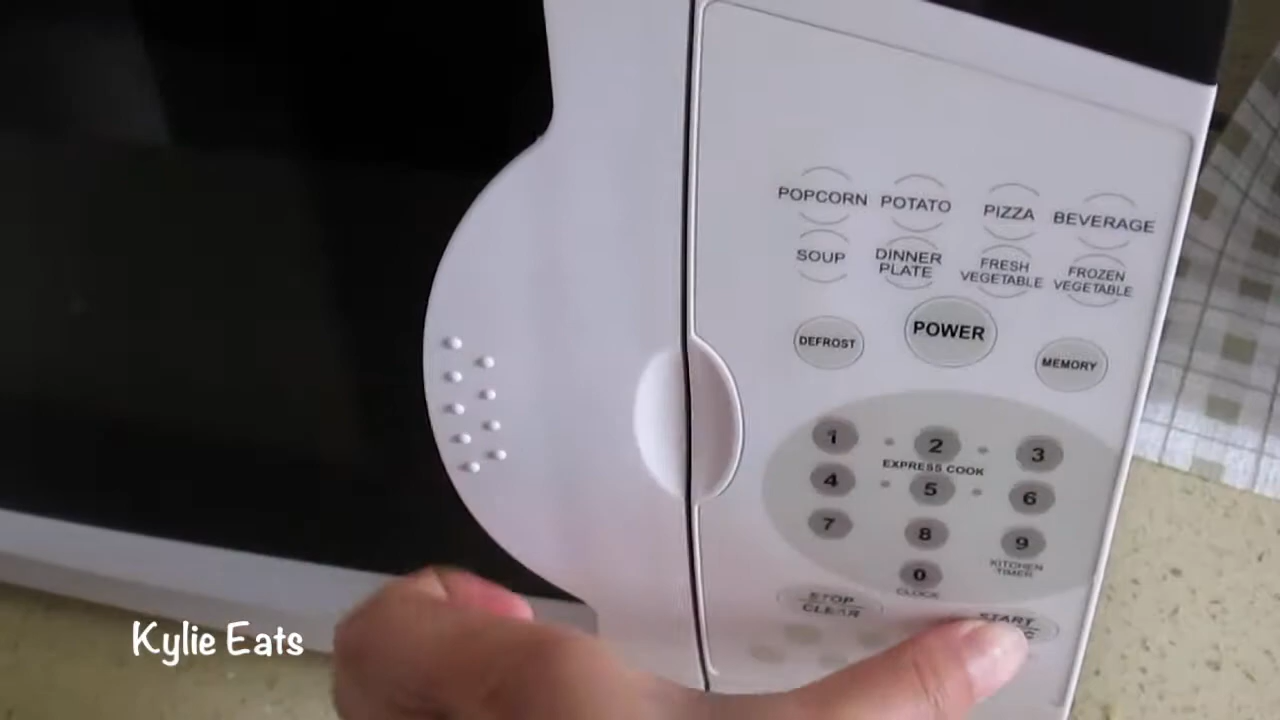 POPCORN POTATO PIZZA BEVERAGE
SOUP DINNER PLATE FRESH VEGETABLE FROZEN VEGETABLE
DEFROST POWER MEMORY
1 2 3
EXPRESS COOK
4 5 6
7 8 9
KITCHEN TIMER
0
CLOCK
STOP CLEAR START
Kylie Eats